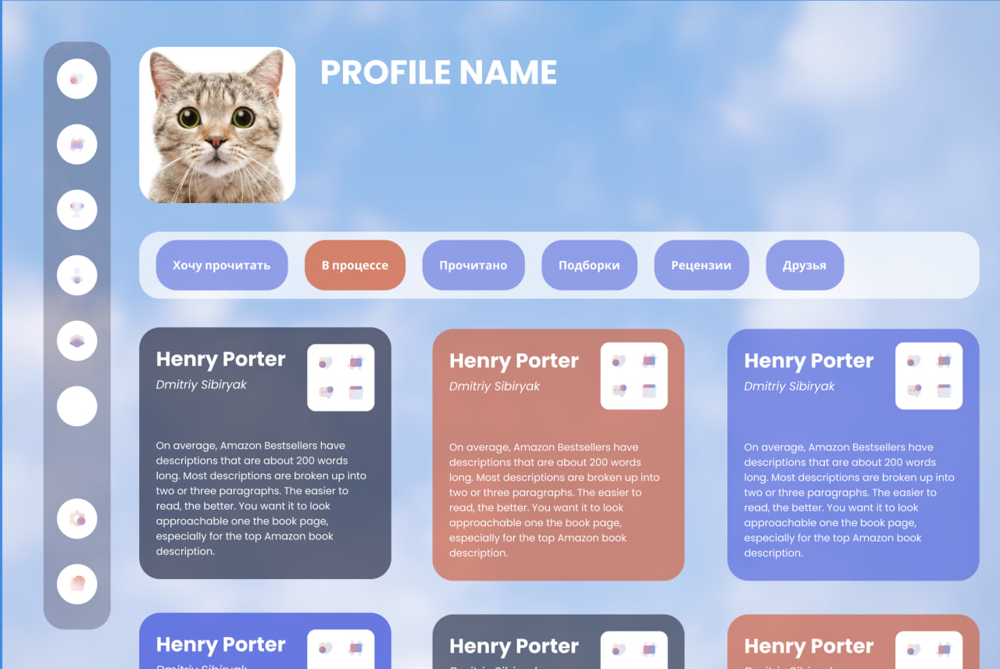 PROFILE NAME
Хочу прочитать
В процессе
Прочитано
Подборки
Рецензии
Друзья
Henry Porter
Dmitriy Sibiryak
On average, Amazon Bestsellers have
descriptions that are about 200 words
long. Most descriptions are broken up into
two or three paragraphs. The easier to
read, the better. You want it to look
approachable one the book page,
especially for the top Amazon book
description.
Henry Porter
Dmitriy Sibiryak
On average, Amazon Bestsellers have
descriptions that are about 200 words
long. Most descriptions are broken up into
two or three paragraphs. The easier to
read, the better. You want it to look
approachable one the book page,
especially for the top Amazon book
description.
Henry Porter
Dmitriy Sibiryak
On average, Amazon Bestsellers have
descriptions that are about 200 words
long. Most descriptions are broken up into
two or three paragraphs. The easier to
read, the better. You want it to look
approachable one the book page,
especially for the top Amazon book
description.
Henry Porter
Dmitriy Sibiryak
Henry Porter
Henry Porter